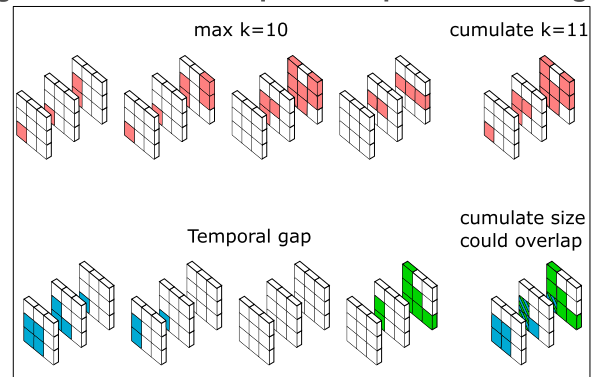 max k=10
cumulate k=11
Temporal gap
cumulate size
could overlap